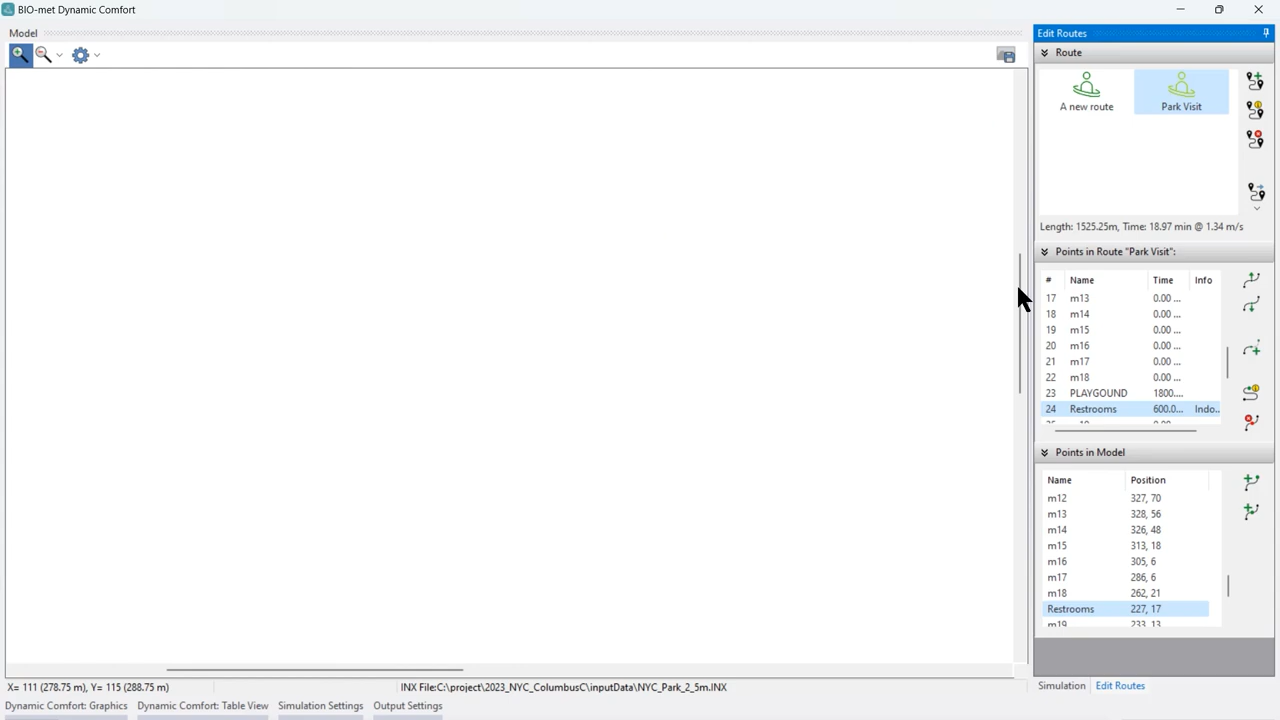 BIO-met Dynamic Comfort
Model
Edit Routes
Route
A new route
Park Visit
Length: 1525.25m, Time: 18.97 min @ 1.34 m/s
Points in Route "Park Visit":
# Name Time Info
17 m13 0.00 ...
18 m14 0.00 ...
19 m15 0.00 ...
20 m16 0.00 ...
21 m17 0.00 ...
22 m18 0.00 ...
23 PLAYGOUND 1800....
24 Restrooms 600.0... Indo..
Points in Model
Name Position
m12 327, 70
m13 328, 56
m14 326, 48
m15 313, 18
m16 305, 6
m17 286, 6
m18 262, 21
Restrooms 227, 17
m19 233, 13
X= 111 (278.75 m), Y= 115 (288.75 m)
INX File:C:\project\2023_NYC_ColumbusC\inputData\NYC_Park_2_5m.INX
Simulation
Edit Routes
Dynamic Comfort: Graphics
Dynamic Comfort: Table View
Simulation Settings
Output Settings